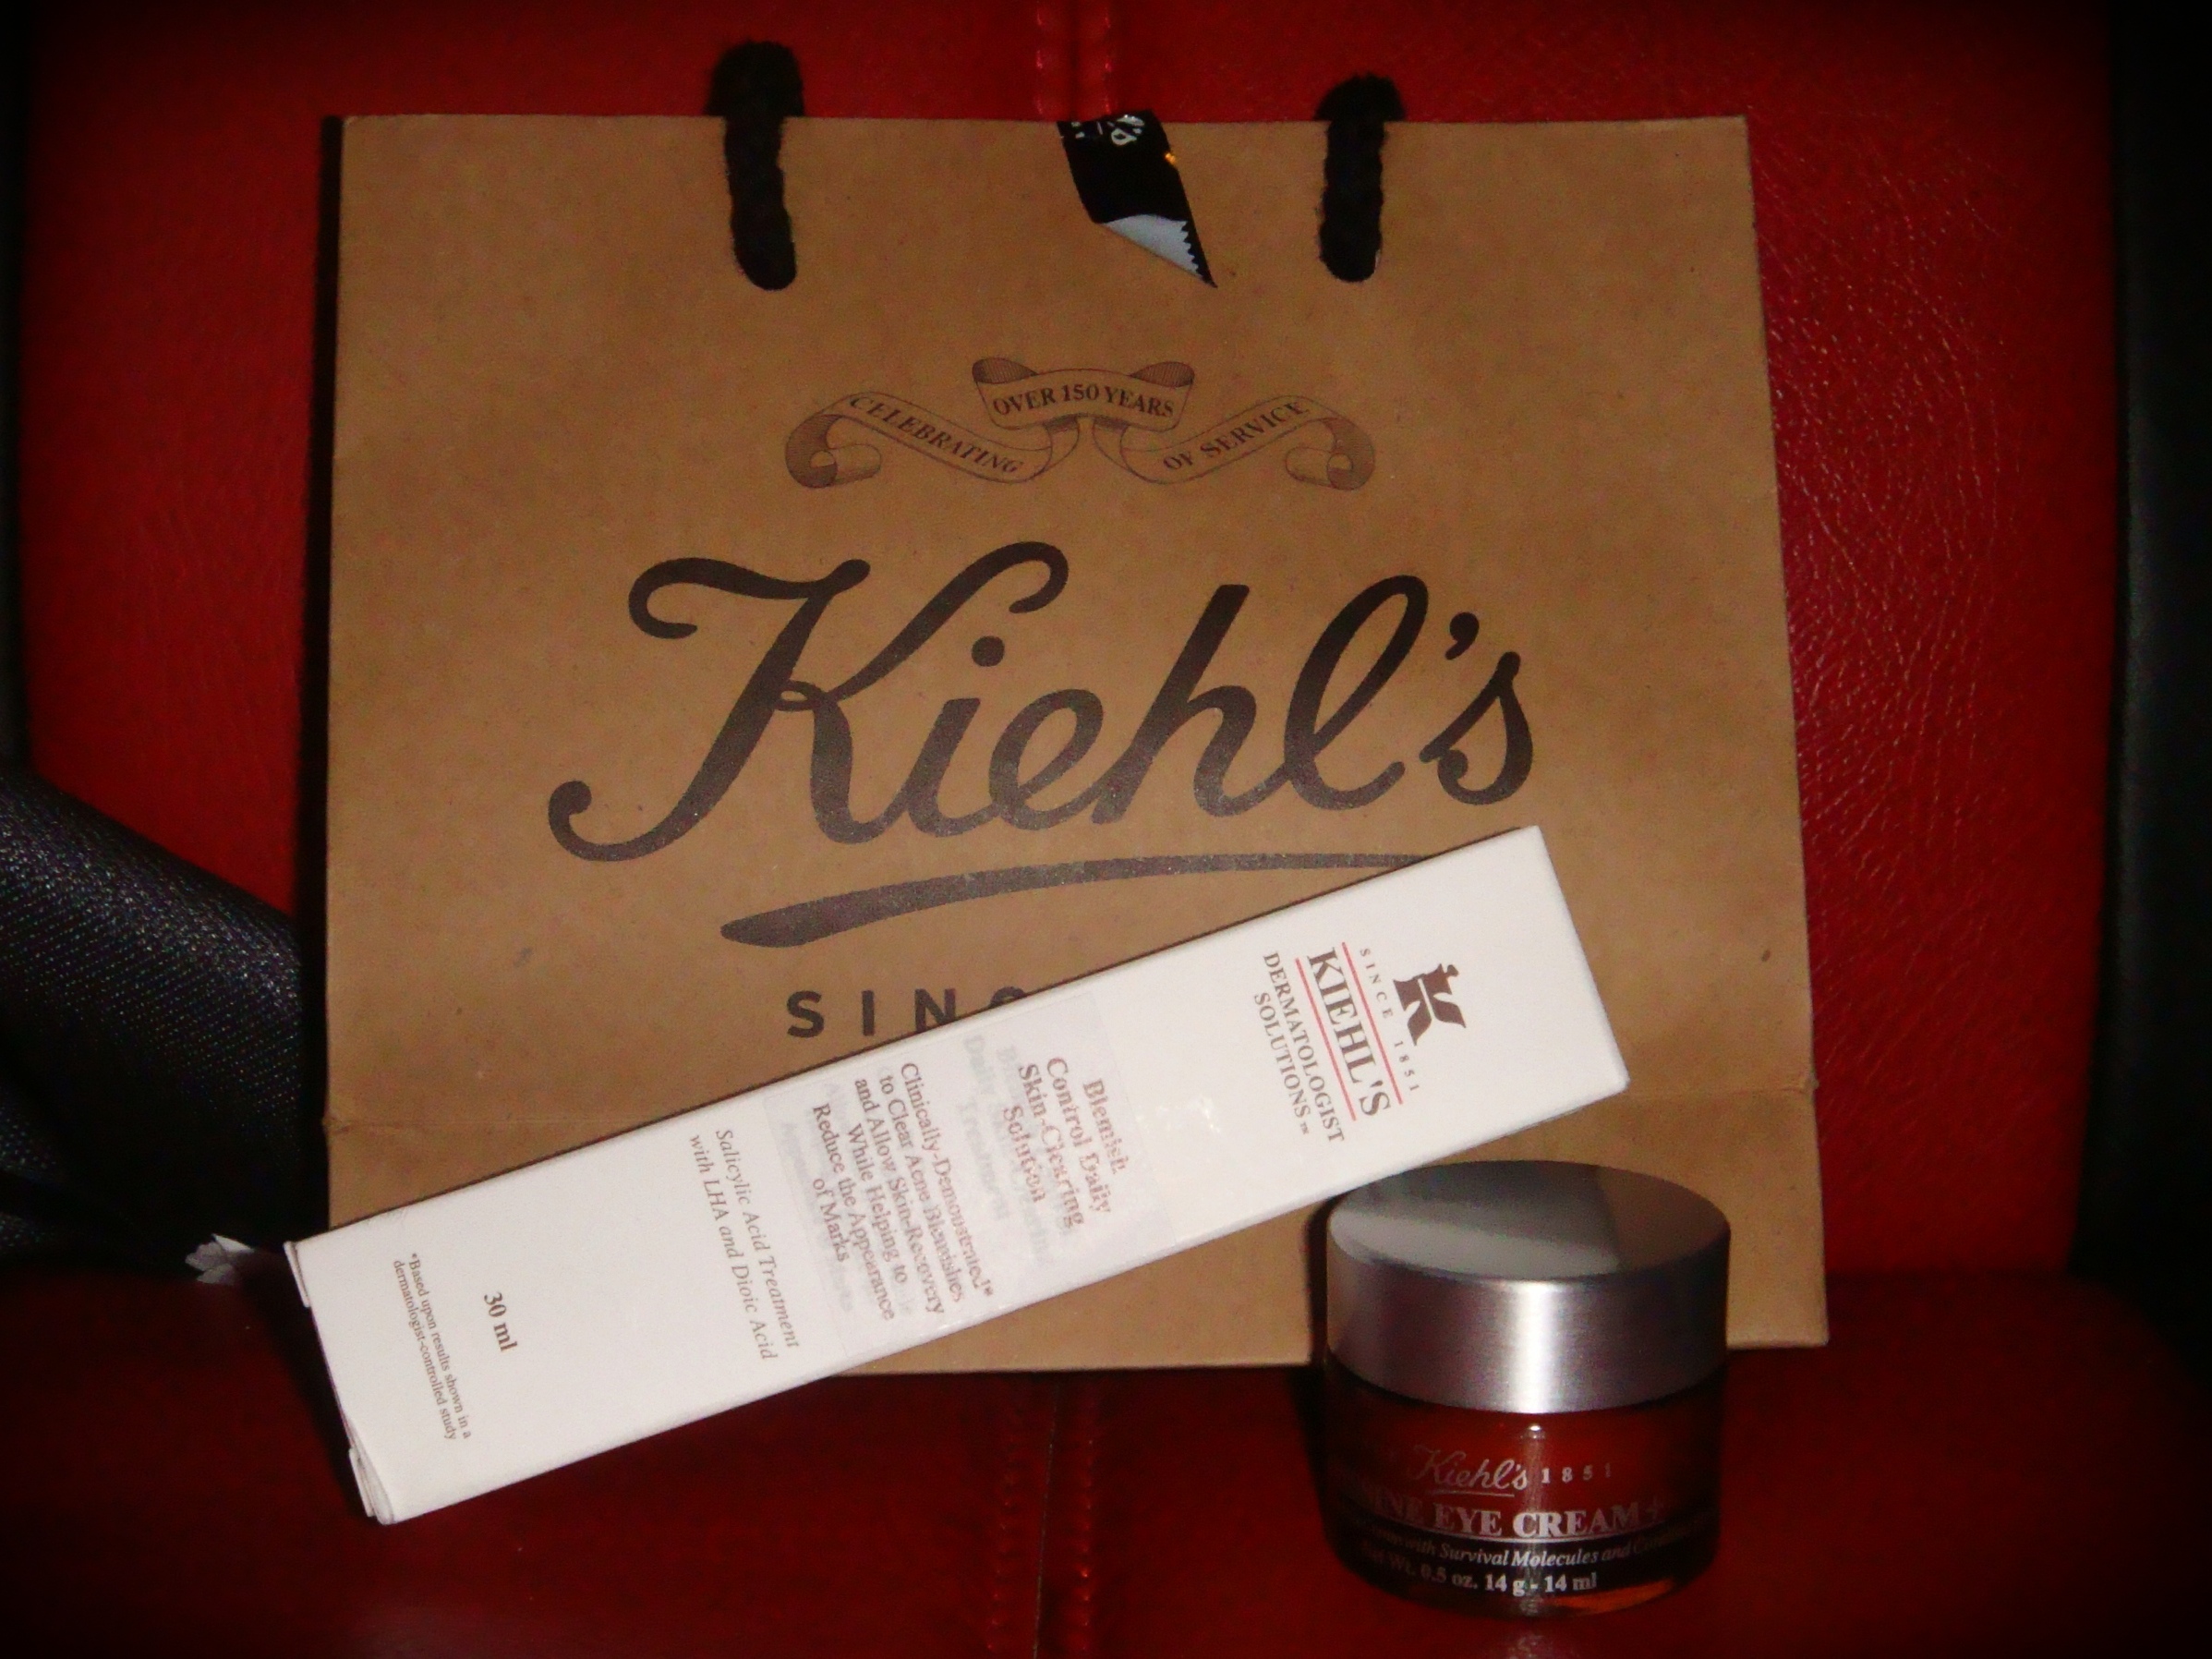 CELEBRATING OVER 150 YEARS OF SERVICE
Kiehl's
SINCE 1851
KIEHL'S
DERMATOLOGIST
SOLUTIONS™
Blemish
Control Daily
Skin-Clearing
Solution
Clinically-Demonstrated*
to Clear Acne Blemishes
and Allow Skin-Recovery
While Helping to
Reduce the Appearance
of Marks
Salicylic Acid Treatment
with LHA and Dioic Acid
30 ml
*Based upon results shown in a
dermatologist-controlled study
Kiehl's 1851
EYE CREAM
with Survival Molecules and
Wt. 0.5 oz. 14 g - 14 ml